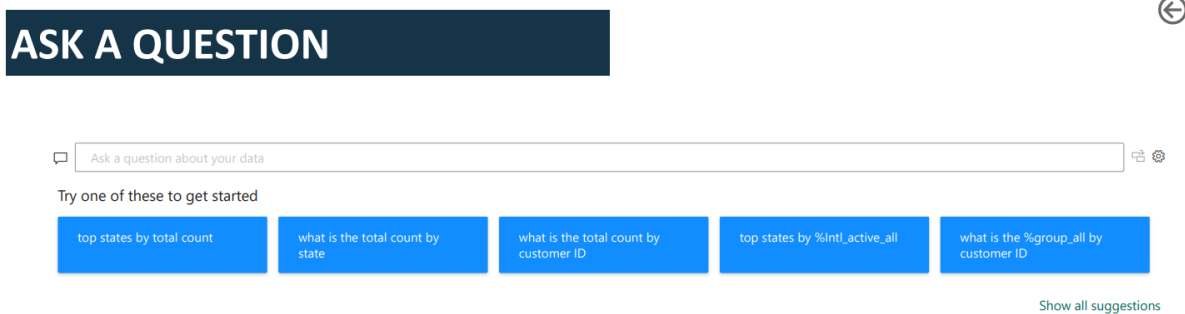 ASK A QUESTION
Ask a question about your data
Try one of these to get started
top states by total count
what is the total count by
state
what is the total count by
customer ID
top states by %Intl_active_all
what is the %group_all by
customer ID
Show all suggestions